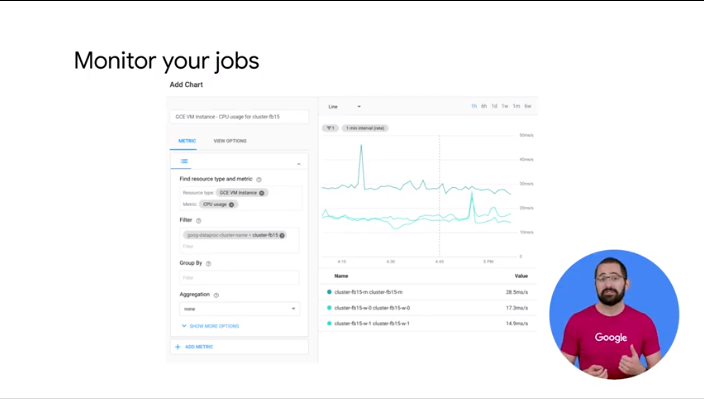 Monitor your jobs
Add Chart
GCE VM Instance - CPU usage for cluster-fb15
METRIC VIEW OPTIONS
Find resource type and metric
Resource type: GCE VM Instance
Metric: CPU usage
Filter
goog-dataproc-cluster-name = cluster-fb15
Filter
Group By
Filter
Aggregation
none
SHOW MORE OPTIONS
ADD METRIC
Line
1H 6H 1d 1w 1m 6w
1 1 min interval (rate)
50ms/s
40ms/s
30ms/s
20ms/s
10ms/s
0
4:15 4:30 4:45 5 PM
Name Value
cluster-fb15-m cluster-fb15-m 28.5ms/s
cluster-fb15-w-0 cluster-fb15-w-0 17.3ms/s
cluster-fb15-w-1 cluster-fb15-w-1 14.9ms/s
Google